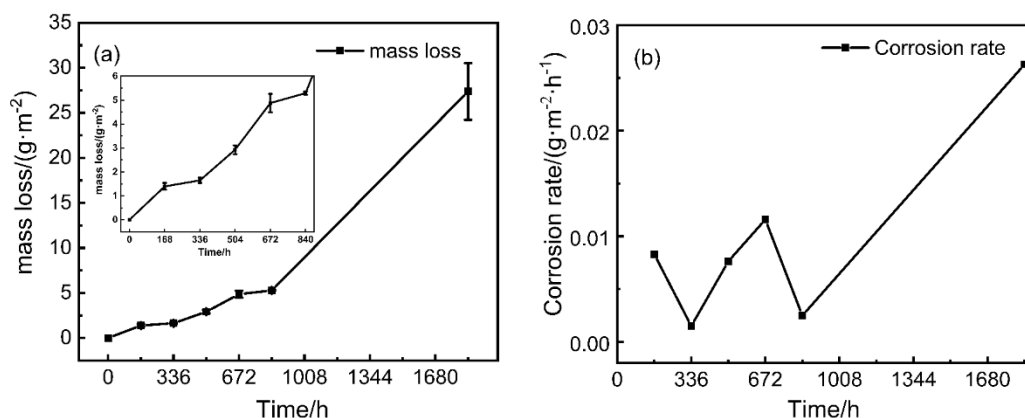 (a)
mass loss
mass loss/(g·m⁻²)
35
30
25
20
15
10
5
0
0 336 672 1008 1344 1680
Time/h
mass loss/(g·m⁻²)
6
5
4
3
2
1
0
0 168 336 504 672 840
Time/h
(b)
Corrosion rate
Corrosion rate/(g·m⁻²·h⁻¹)
0.03
0.02
0.01
0.00
0 336 672 1008 1344 1680
Time/h